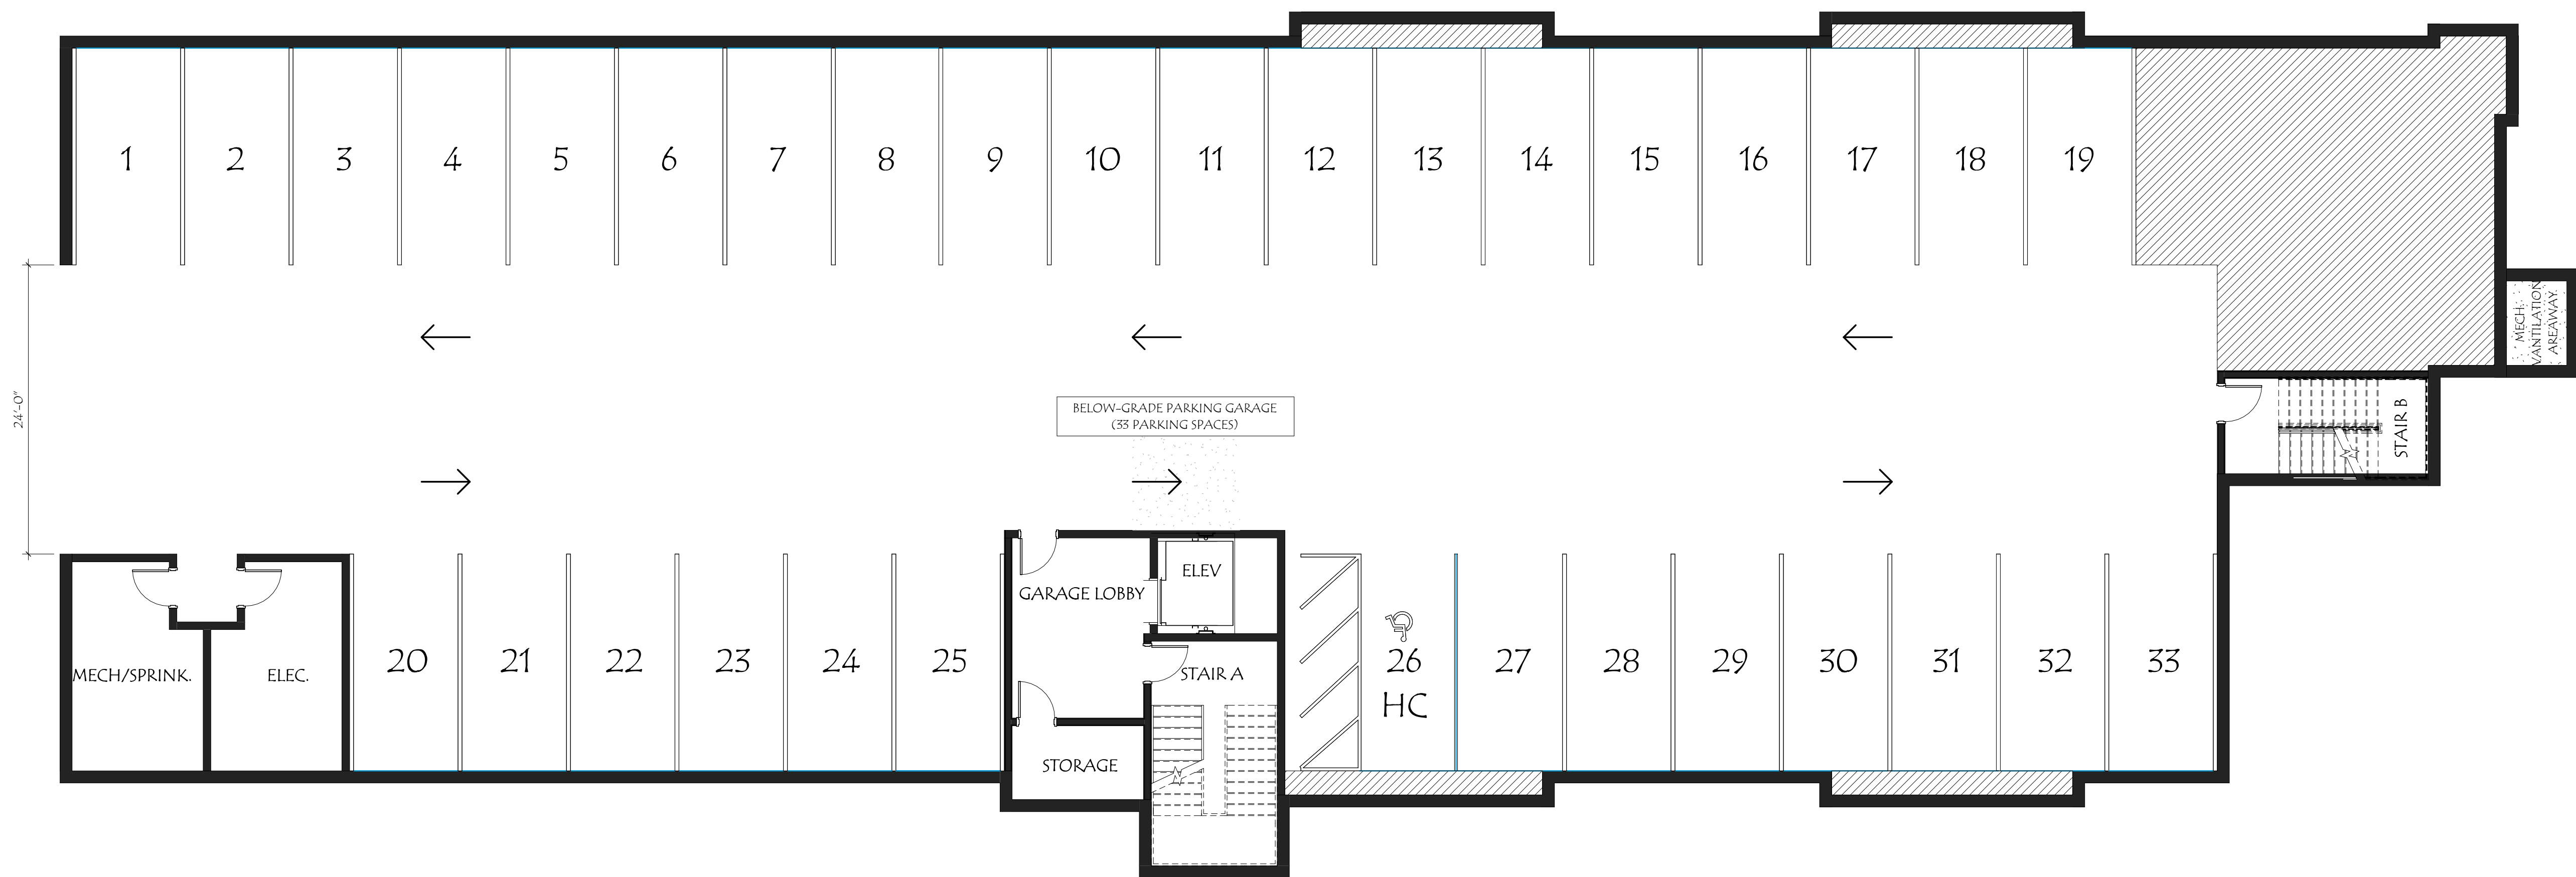 1 2 3 4 5 6 7 8 9 10 11 12 13 14 15 16 17 18 19
MECH.
VANTILATION
AREAWAY
24'-0"
BELOW-GRADE PARKING GARAGE
(33 PARKING SPACES)
STAIR B
ELEV
GARAGE LOBBY
20 21 22 23 24 25 26 27 28 29 30 31 32 33
HC
MECH/SPRINK.
ELEC.
STAIR A
STORAGE